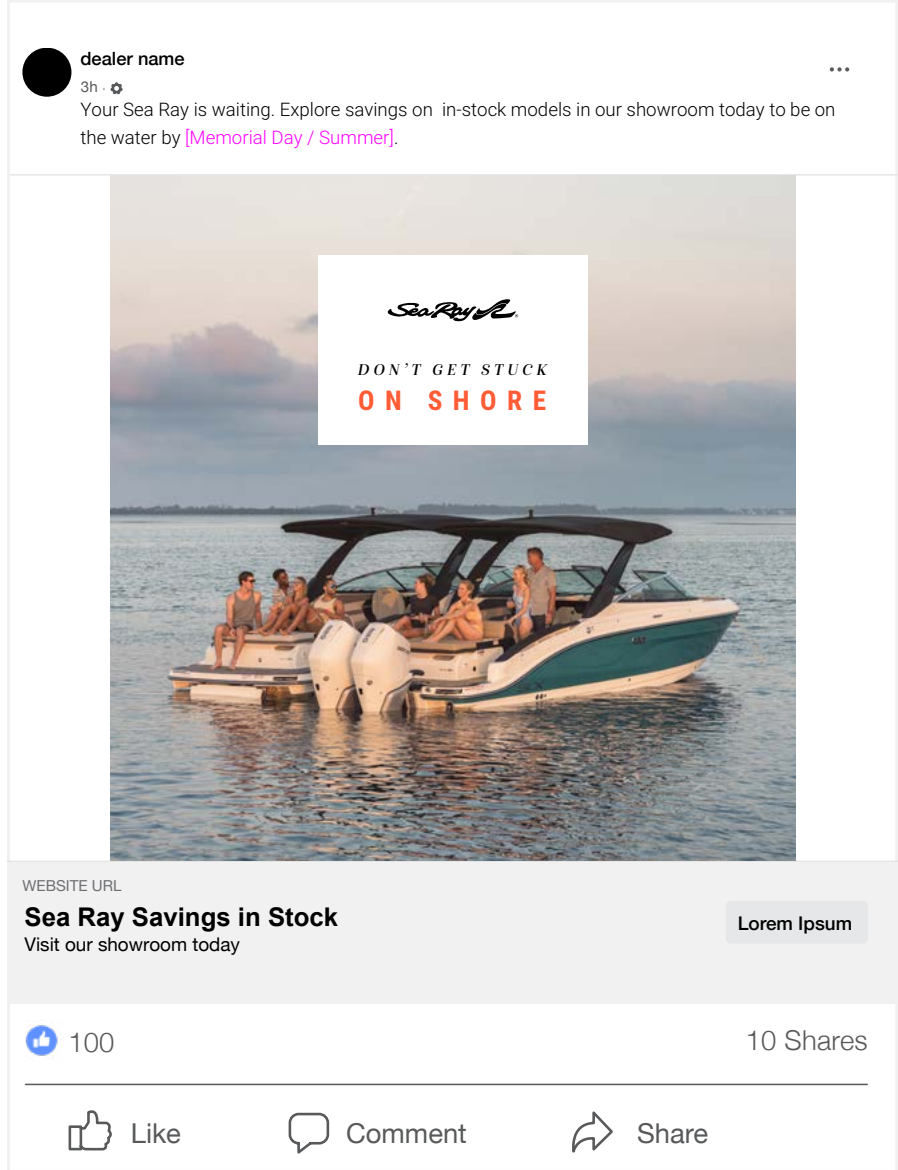 dealer name
3h ·
Your Sea Ray is waiting. Explore savings on  in-stock models in our showroom today to be on
the water by [Memorial Day / Summer].
Sea Ray
DON'T GET STUCK
ON SHORE
WEBSITE URL
Sea Ray Savings in Stock
Visit our showroom today
Lorem Ipsum
100
10 Shares
Like
Comment
Share